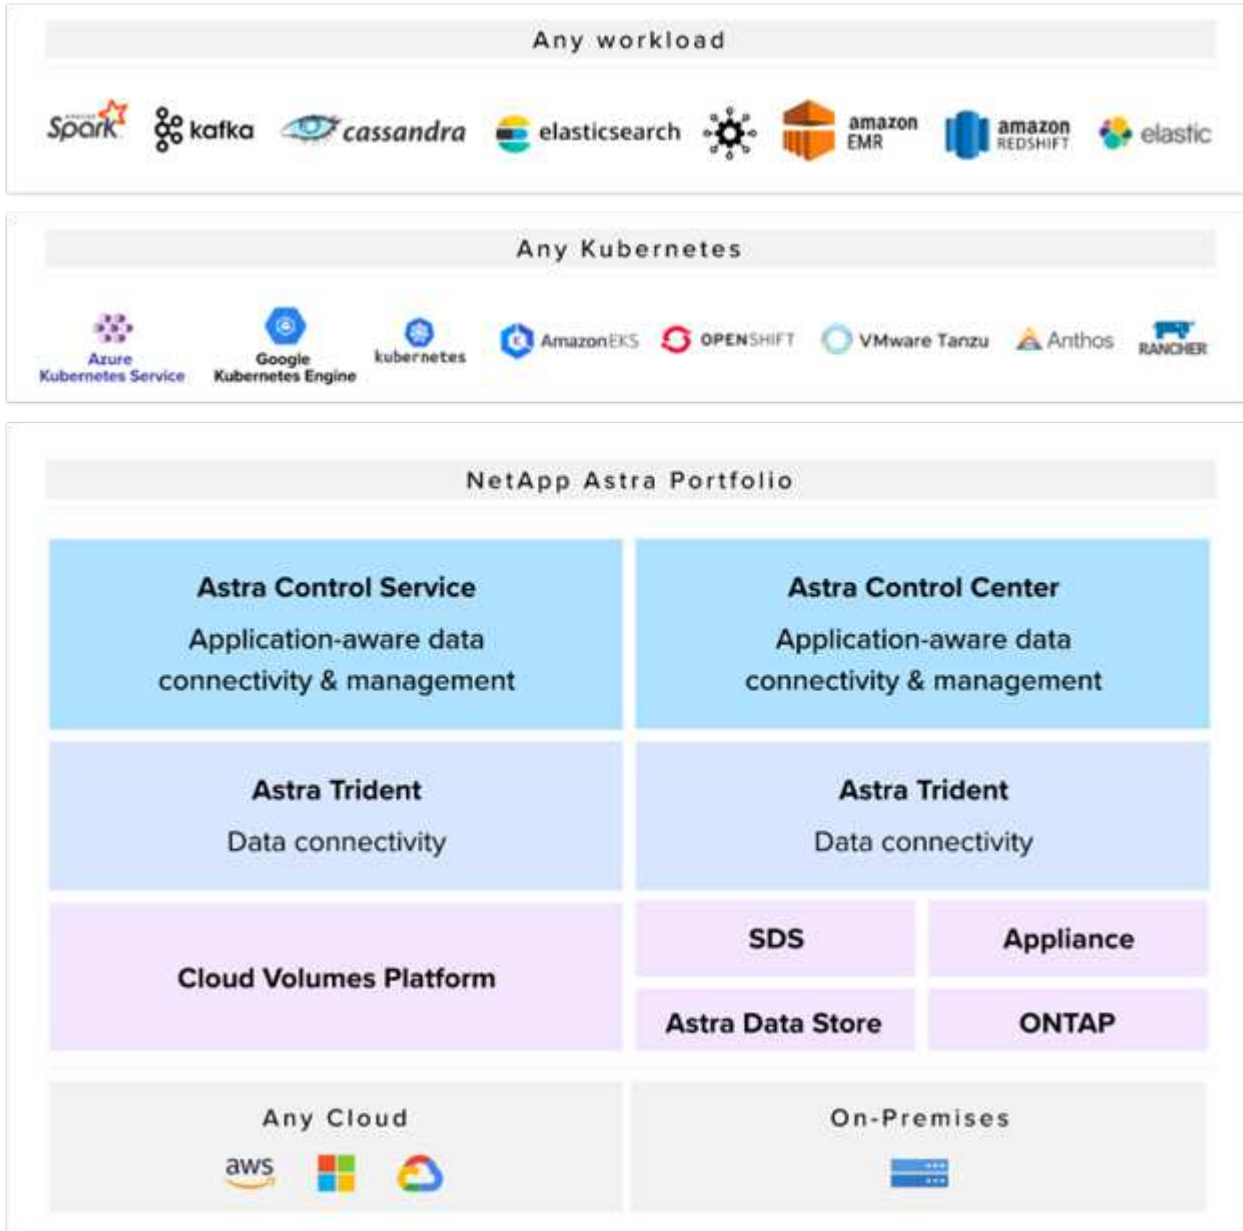 Any workload
Spark
kafka
cassandra
elasticsearch
amazon
EMR
amazon
REDSHIFT
elastic
Any Kubernetes
Azure
Kubernetes Service
Google
Kubernetes Engine
kubernetes
Amazon EKS
OPENSHIFT
VMware Tanzu
Anthos
RANCHER
NetApp Astra Portfolio
Astra Control Service
Application-aware data
connectivity & management
Astra Control Center
Application-aware data
connectivity & management
Astra Trident
Data connectivity
Astra Trident
Data connectivity
Cloud Volumes Platform
SDS
Appliance
Astra Data Store
ONTAP
Any Cloud
aws
On-Premises